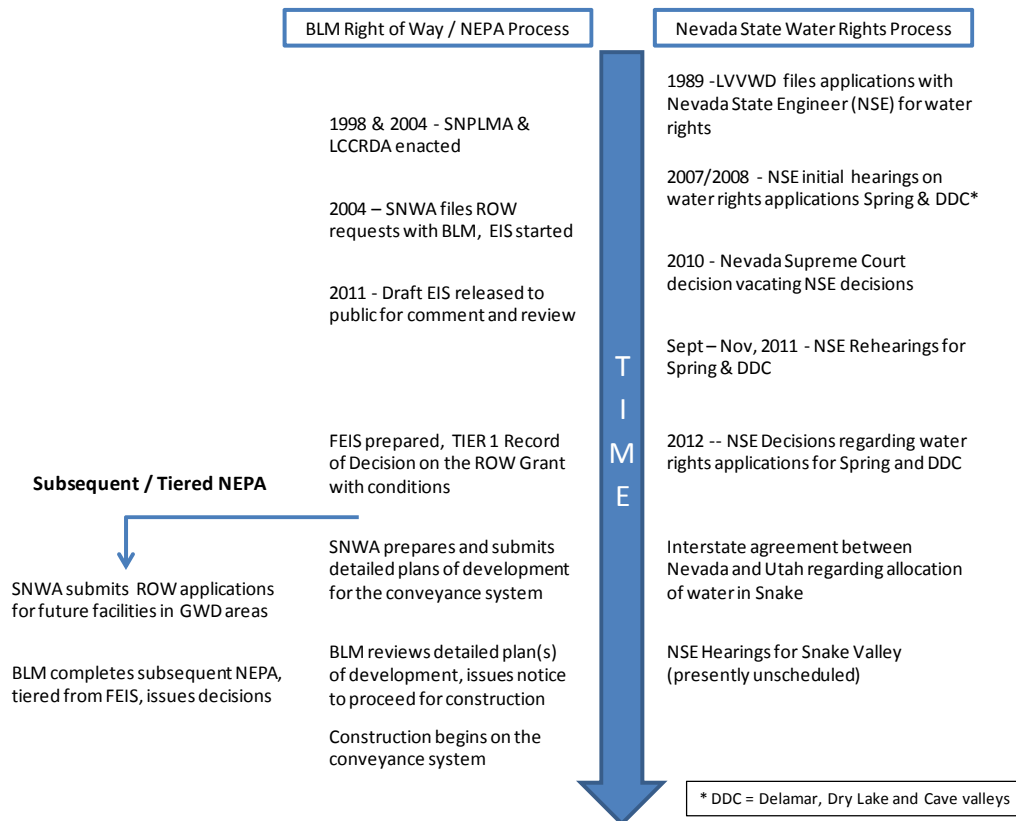 BLM Right of Way / NEPA Process
Nevada State Water Rights Process
1998 & 2004 - SNPLMA &
LCCRDA enacted
2004 – SNWA files ROW
requests with BLM, EIS started
2011 - Draft EIS released to
public for comment and review
FEIS prepared, TIER 1 Record
of Decision on the ROW Grant
with conditions
Subsequent / Tiered NEPA
SNWA submits ROW applications
for future facilities in GWD areas
BLM completes subsequent NEPA,
tiered from FEIS, issues decisions
SNWA prepares and submits
detailed plans of development
for the conveyance system
BLM reviews detailed plan(s)
of development, issues notice
to proceed for construction
Construction begins on the
conveyance system
T
I
M
E
1989 -LVVWD files applications with
Nevada State Engineer (NSE) for water
rights
2007/2008 - NSE initial hearings on
water rights applications Spring & DDC*
2010 - Nevada Supreme Court
decision vacating NSE decisions
Sept – Nov, 2011 - NSE Rehearings for
Spring & DDC
2012 -- NSE Decisions regarding water
rights applications for Spring and DDC
Interstate agreement between
Nevada and Utah regarding allocation
of water in Snake
NSE Hearings for Snake Valley
(presently unscheduled)
* DDC = Delamar, Dry Lake and Cave valleys